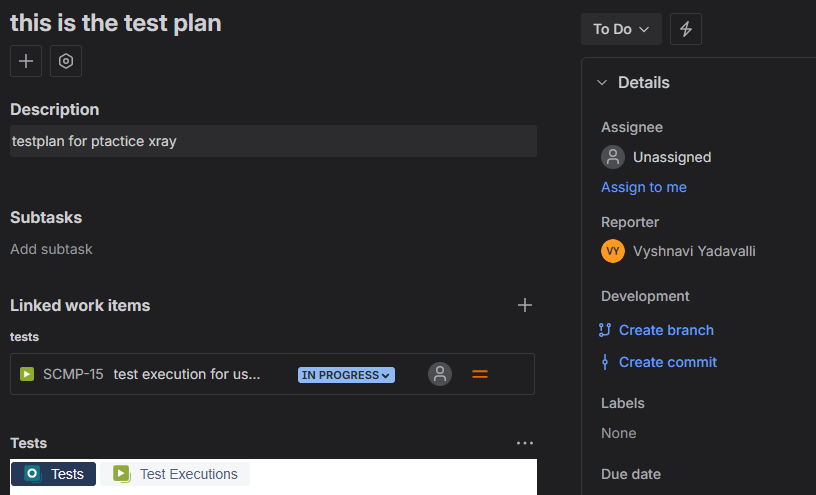 this is the test plan
Description
testplan for ptactice xray
Subtasks
Add subtask
Linked work items
tests
SCMP-15 test execution for us... IN PROGRESS
Tests
Tests Test Executions
To Do
Details
Assignee
Unassigned
Assign to me
Reporter
VY Vyshnavi Yadavalli
Development
Create branch
Create commit
Labels
None
Due date